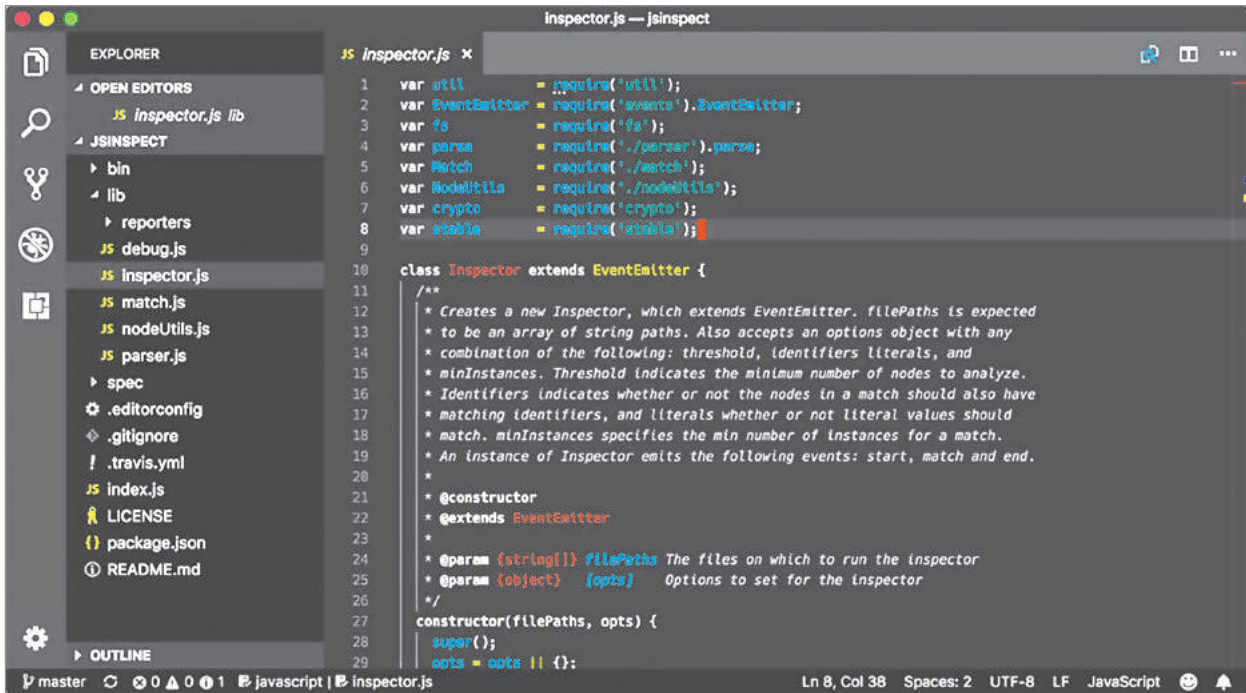 inspector.js — jsinspect
EXPLORER
OPEN EDITORS
JS inspector.js lib
JSINSPECT
bin
lib
reporters
JS debug.js
JS inspector.js
JS match.js
JS nodeUtils.js
JS parser.js
spec
.editorconfig
.gitignore
! .travis.yml
JS index.js
LICENSE
{} package.json
README.md
OUTLINE
JS inspector.js ×
1 var util = require('util');
2 var EventEmitter = require('events').EventEmitter;
3 var fs = require('fs');
4 var parse = require('./parser').parse;
5 var Match = require('./match');
6 var NodeUtils = require('./nodeUtils');
7 var crypto = require('crypto');
8 var stable = require('stable');
9
10 class Inspector extends EventEmitter {
11 /**
12 * Creates a new Inspector, which extends EventEmitter. filePaths is expected
13 * to be an array of string paths. Also accepts an options object with any
14 * combination of the following: threshold, identifiers literals, and
15 * minInstances. Threshold indicates the minimum number of nodes to analyze.
16 * Identifiers indicates whether or not the nodes in a match should also have
17 * matching identifiers, and literals whether or not literal values should
18 * match. minInstances specifies the min number of instances for a match.
19 * An instance of Inspector emits the following events: start, match and end.
20 *
21 * @constructor
22 * @extends EventEmitter
23 *
24 * @param {string[]} filePaths The files on which to run the inspector
25 * @param {object} [opts] Options to set for the inspector
26 */
27 constructor(filePaths, opts) {
28 super();
29 opts = opts || {};
master 0 0 1 javascript | inspector.js Ln 8, Col 38 Spaces: 2 UTF-8 LF JavaScript